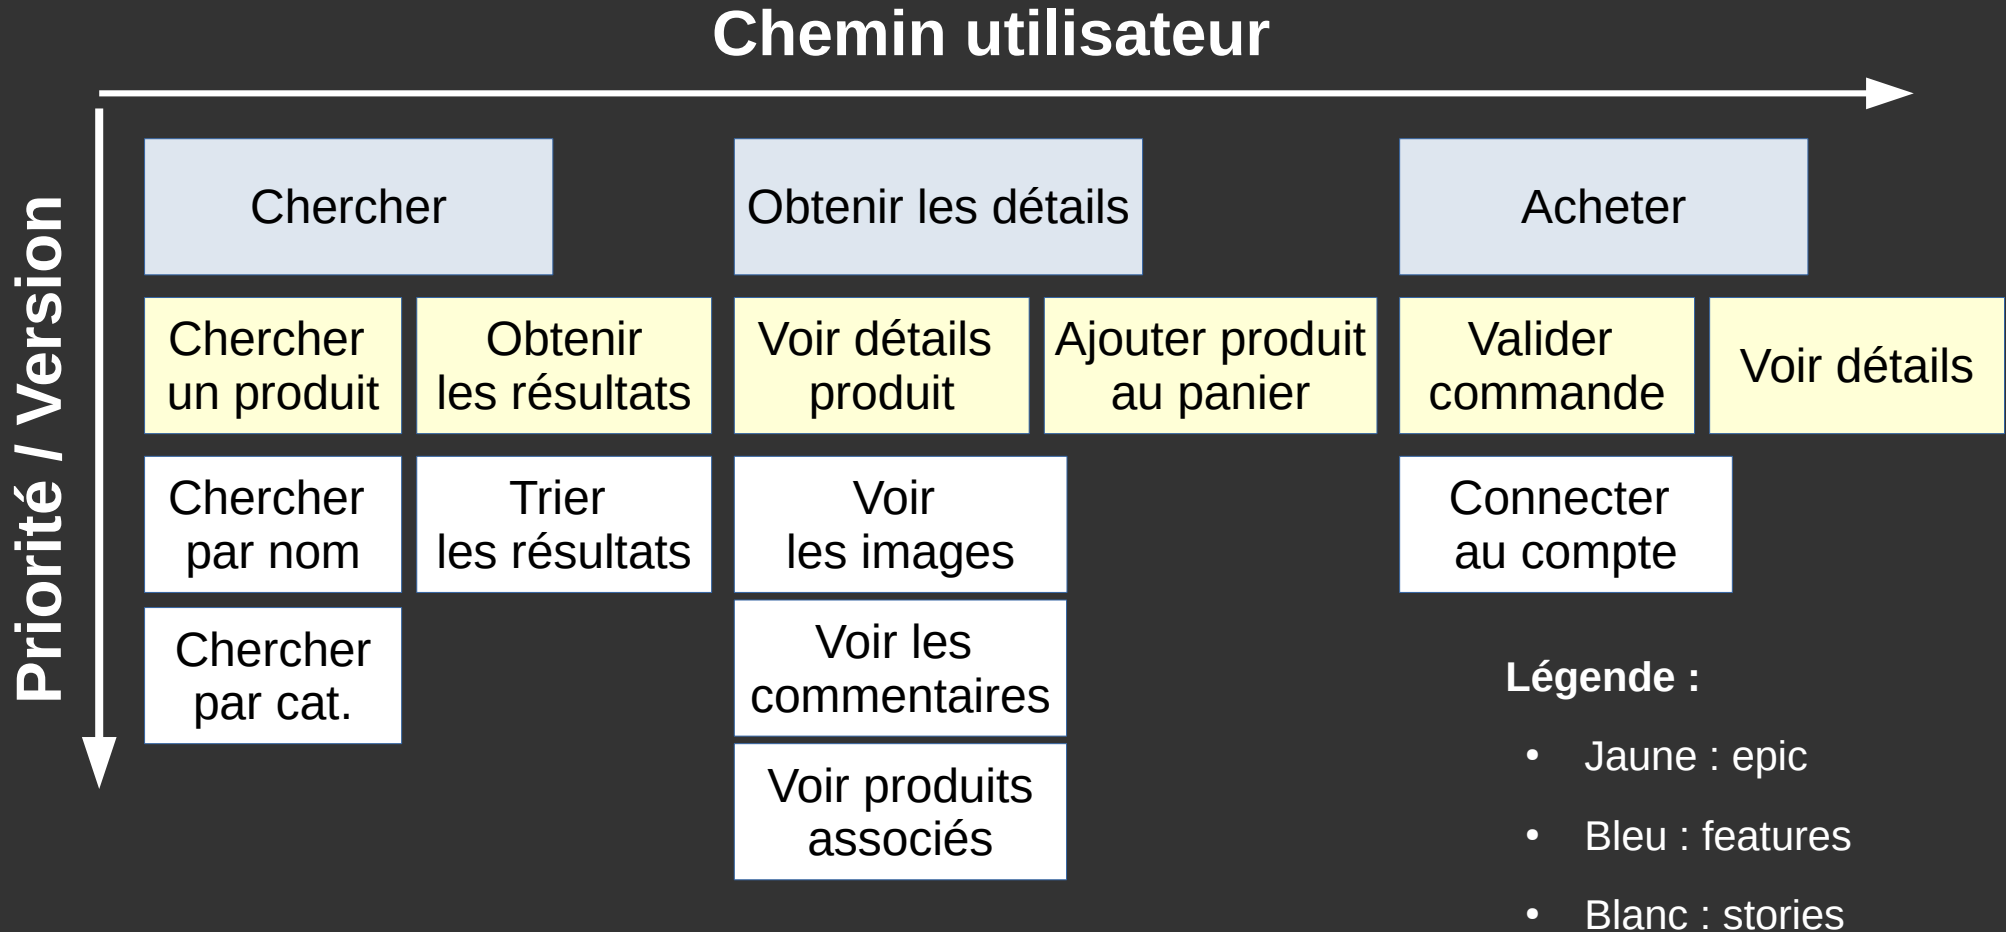 Chemin utilisateur
Priorité / Version
Chercher
Obtenir les détails
Acheter
Chercher
un produit
Obtenir
les résultats
Voir détails
produit
Ajouter produit
au panier
Valider
commande
Voir détails
Chercher
par nom
Trier
les résultats
Voir
les images
Connecter
au compte
Chercher
par cat.
Voir les
commentaires
Voir produits
associés
Légende :
• Jaune : epic
• Bleu : features
• Blanc : stories